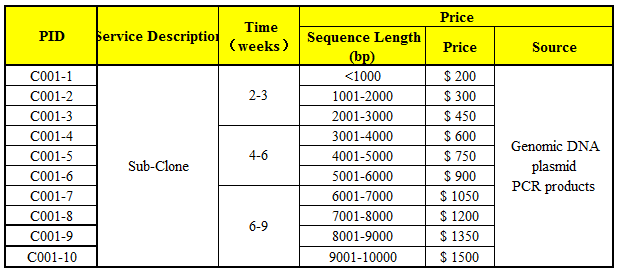 PID Service Description Time (weeks) Price
Sequence Length (bp) Price Source
C001-1 <1000 $ 200
C001-2 2-3 1001-2000 $ 300
C001-3 2001-3000 $ 450
C001-4 3001-4000 $ 600
C001-5 4-6 4001-5000 $ 750
C001-6 5001-6000 $ 900
C001-7 6001-7000 $ 1050
C001-8 7001-8000 $ 1200
C001-9 8001-9000 $ 1350
C001-10 9001-10000 $ 1500
Sub-Clone
6-9
Genomic DNA
plasmid
PCR products